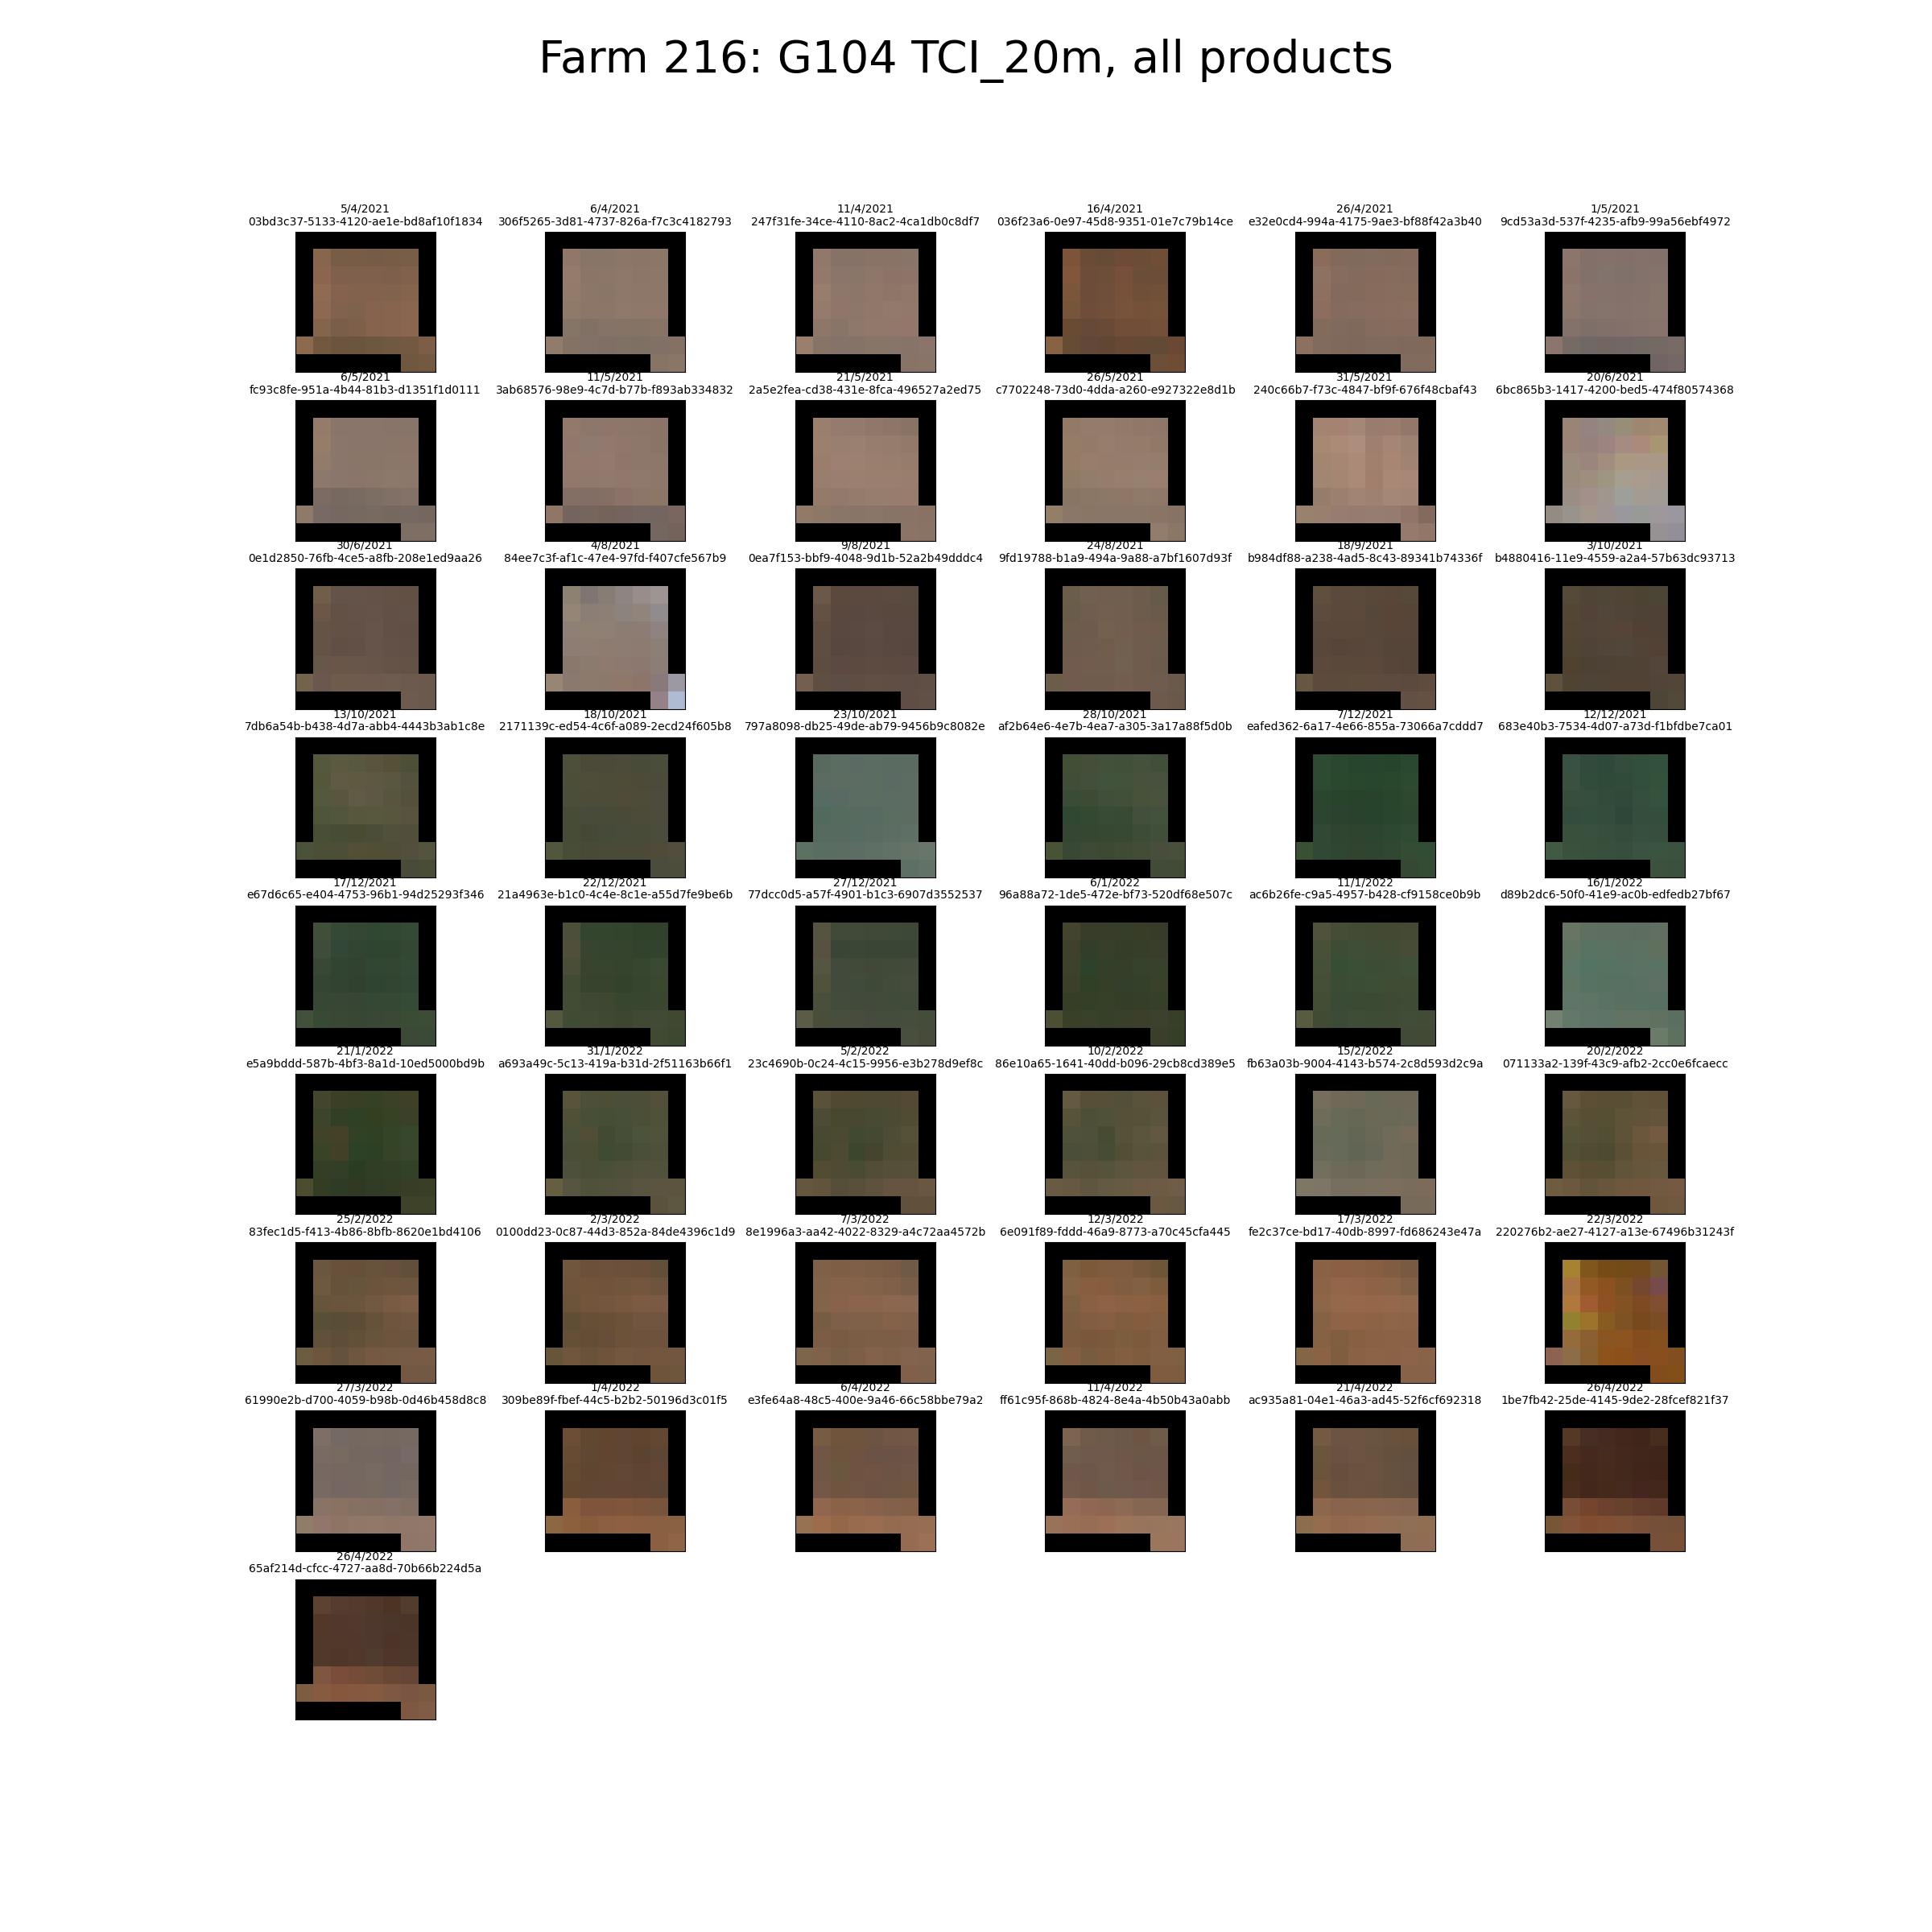 Farm 216: G104 TCI_20m, all products
5/4/2021 6/4/2021 11/4/2021 16/4/2021 26/4/2021 1/5/2021
03bd3c37-5133-4120-ae1e-bd8af10f1834 306f5265-3d81-4737-826a-f7c3c4182793 247f31fe-34ce-4110-8ac2-4ca1db0c8df7 036f23a6-0e97-45d8-9351-01e7c79b14ce e32e0cd4-994a-4175-9ae3-bf88f42a3b40 9cd53a3d-537f-4235-afb9-99a56ebf4972
6/5/2021 11/5/2021 21/5/2021 26/5/2021 31/5/2021 20/6/2021
fc93c8fe-951a-4b44-81b3-d1351f1d0111 3ab68576-98e9-4c7d-b77b-f893ab334832 2a5e2fea-cd38-431e-8fca-496527a2ed75 c7702248-73d0-4dda-a260-e927322e8d1b 240c66b7-f73c-4847-bf9f-676f48cbaf43 6bc865b3-1417-4200-bed5-474f80574368
30/6/2021 4/8/2021 9/8/2021 24/8/2021 18/9/2021 3/10/2021
0e1d2850-76fb-4ce5-a8fb-208e1ed9aa26 84ee7c3f-af1c-47e4-97fd-f407cfe567b9 0ea7f153-bbf9-4048-9d1b-52a2b49dddc4 9fd19788-b1a9-494a-9a88-a7bf1607d93f b984df88-a238-4ad5-8c43-89341b74336f b4880416-11e9-4559-a2a4-57b63dc93713
13/10/2021 18/10/2021 23/10/2021 28/10/2021 7/12/2021 12/12/2021
7db6a54b-b438-4d7a-abb4-4443b3ab1c8e 2171139c-ed54-4c6f-a089-2ecd24f605b8 797a8098-db25-49de-ab79-9456b9c8082e af2b64e6-4e7b-4ea7-a305-3a17a88f5d0b eafed362-6a17-4e66-855a-73066a7cddd7 683e40b3-7534-4d07-a73d-f1bfdbe7ca01
17/12/2021 22/12/2021 27/12/2021 6/1/2022 11/1/2022 16/1/2022
e67d6c65-e404-4753-96b1-94d25293f346 21a4963e-b1c0-4c4e-8c1e-a55d7fe9be6b 77dcc0d5-a57f-4901-b1c3-6907d3552537 96a88a72-1de5-472e-bf73-520df68e507c ac6b26fe-c9a5-4957-b428-cf9158ce0b9b d89b2dc6-50f0-41e9-ac0b-edfedb27bf67
21/1/2022 31/1/2022 5/2/2022 10/2/2022 15/2/2022 20/2/2022
e5a9bddd-587b-4bf3-8a1d-10ed5000bd9b a693a49c-5c13-419a-b31d-2f51163b66f1 23c4690b-0c24-4c15-9956-e3b278d9ef8c 86e10a65-1641-40dd-b096-29cb8cd389e5 fb63a03b-9004-4143-b574-2c8d593d2c9a 071133a2-139f-43c9-afb2-2cc0e6fcaecc
25/2/2022 2/3/2022 7/3/2022 12/3/2022 17/3/2022 22/3/2022
83fec1d5-f413-4b86-8bfb-8620e1bd4106 0100dd23-0c87-44d3-852a-84de4396c1d9 8e1996a3-aa42-4022-8329-a4c72aa4572b 6e091f89-fddd-46a9-8773-a70c45cfa445 fe2c37ce-bd17-40db-8997-fd686243e47a 220276b2-ae27-4127-a13e-67496b31243f
27/3/2022 1/4/2022 6/4/2022 11/4/2022 21/4/2022 26/4/2022
61990e2b-d700-4059-b98b-0d46b458d8c8 309be89f-fbef-44c5-b2b2-50196d3c01f5 e3fe64a8-48c5-400e-9a46-66c58bbe79a2 ff61c95f-868b-4824-8e4a-4b50b43a0abb ac935a81-04e1-46a3-ad45-52f6cf692318 1be7fb42-25de-4145-9de2-28fcef821f37
26/4/2022
65af214d-cfcc-4727-aa8d-70b66b224d5a